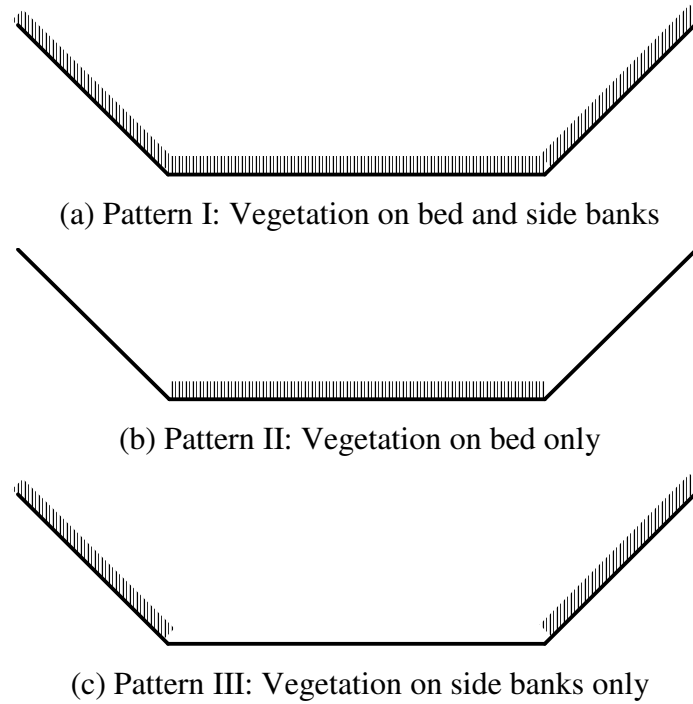 (a) Pattern I: Vegetation on bed and side banks
(b) Pattern II: Vegetation on bed only
(c) Pattern III: Vegetation on side banks only